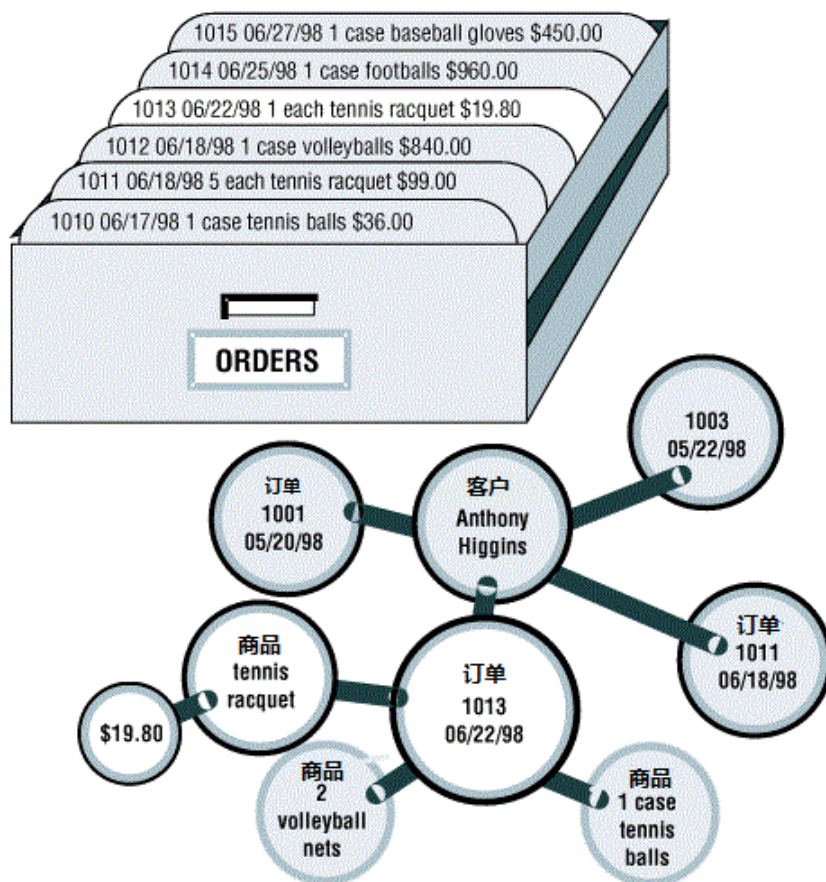 1015 06/27/98 1 case baseball gloves $450.00
1014 06/25/98 1 case footballs $960.00
1013 06/22/98 1 each tennis racquet $19.80
1012 06/18/98 1 case volleyballs $840.00
1011 06/18/98 5 each tennis racquet $99.00
1010 06/17/98 1 case tennis balls $36.00
ORDERS
1003
05/22/98
订单
1001
05/20/98
客户
Anthony
Higgins
订单
1011
06/18/98
商品
tennis
racquet
订单
1013
06/22/98
$19.80
商品
2
volleyball
nets
商品
1 case
tennis
balls